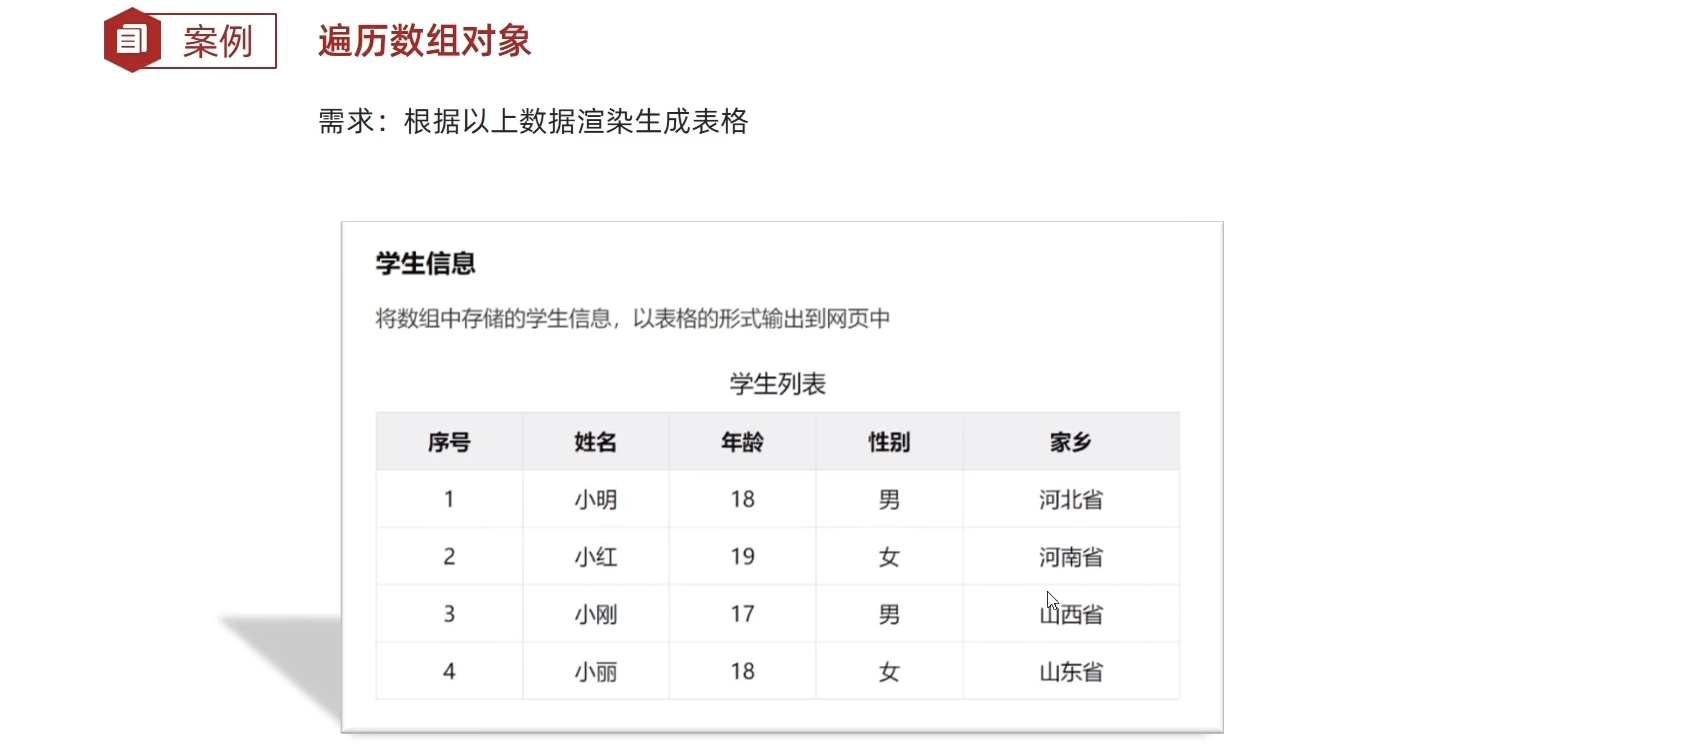 案例 遍历数组对象
需求：根据以上数据渲染生成表格
学生信息
将数组中存储的学生信息，以表格的形式输出到网页中
学生列表
序号 姓名 年龄 性别 家乡
1 小明 18 男 河北省
2 小红 19 女 河南省
3 小刚 17 男 山西省
4 小丽 18 女 山东省